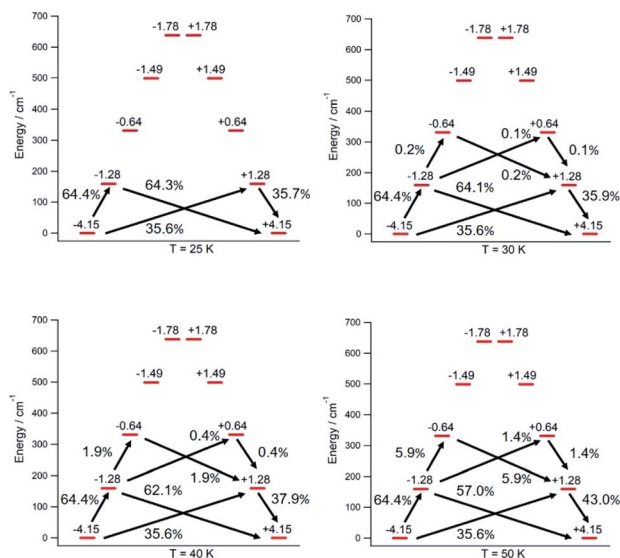 700
600
500
400
300
200
100
0
Energy / cm⁻¹
-1.78 +1.78
-1.49 +1.49
-0.64 +0.64
-1.28 +1.28
64.4% 64.3% 35.7%
-4.15 +4.15
35.6%
T = 25 K
700
600
500
400
300
200
100
0
Energy / cm⁻¹
-1.78 +1.78
-1.49 +1.49
-0.64 +0.64
0.2% 0.1% 0.1%
-1.28 0.2% +1.28
64.4% 64.1% 35.9%
-4.15 +4.15
35.6%
T = 30 K
700
600
500
400
300
200
100
0
Energy / cm⁻¹
-1.78 +1.78
-1.49 +1.49
-0.64 +0.64
1.9% 0.4% 0.4%
-1.28 1.9% +1.28
64.4% 62.1% 37.9%
-4.15 +4.15
35.6%
T = 40 K
700
600
500
400
300
200
100
0
Energy / cm⁻¹
-1.78 +1.78
-1.49 +1.49
-0.64 +0.64
5.9% 1.4% 1.4%
-1.28 5.9% +1.28
64.4% 57.0% 43.0%
-4.15 +4.15
35.6%
T = 50 K